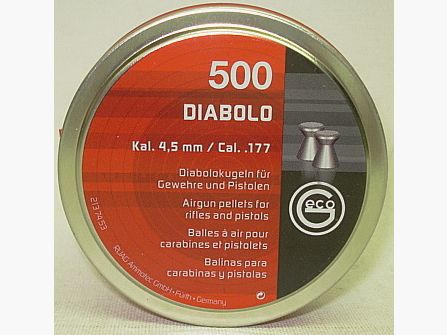 500
DIABOLO
Kal. 4,5 mm / Cal. .177
Diabolokugeln für
Gewehre und Pistolen
Airgun pellets for
rifles and pistols
Balles à air pour
carabines et pistolets
Balinas para
carabinas y pistolas
Geco
2137453
RUAG Ammotec GmbH • Fürth • Germany